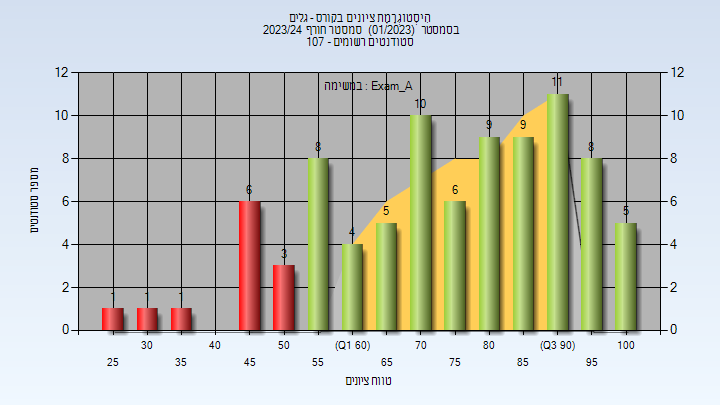 הִיסְטוֹגְרָמַת ציונים בקורס - גלים
בסמסטר (01/2023) סמסטר חורף 2023/24
סטודנטים רשומים - 107
במשימה : Exam_A
12 12
10 10
8 8
6 6
4 4
2 2
0 0
1 1 1 6 3 8 4 5 10 6 9 9 11 8 5
מספר סטודנטים
30 40 50 (Q1 60) 70 80 (Q3 90) 100
25 35 45 55 65 75 85 95
טווח ציונים